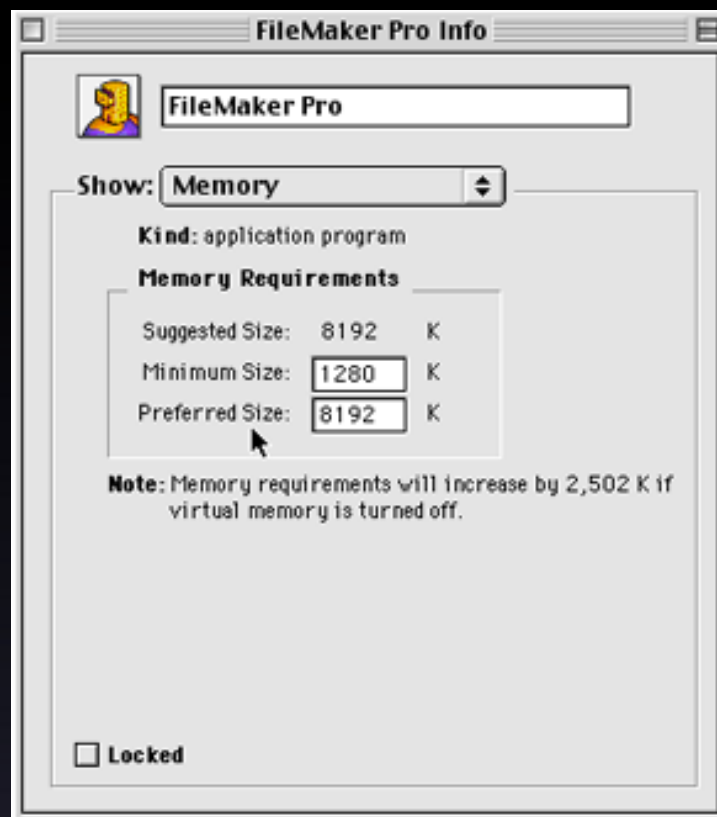 FileMaker Pro Info
FileMaker Pro
Show: Memory
Kind: application program
Memory Requirements
Suggested Size: 8192 K
Minimum Size: 1280 K
Preferred Size: 8192 K
Note: Memory requirements will increase by 2,502 K if
virtual memory is turned off.
Locked